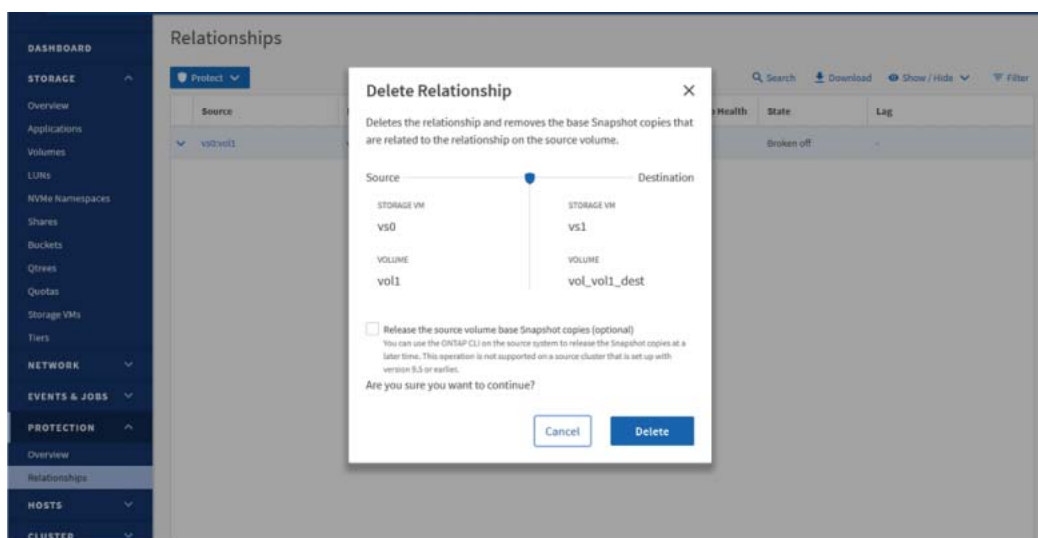 DASHBOARD
STORAGE
Overview
Applications
Volumes
LUNs
NVMe Namespaces
Shares
Buckets
Qtrees
Quotas
Storage VMs
Tiers
NETWORK
EVENTS & JOBS
PROTECTION
Overview
Relationships
HOSTS
CLUSTER
Relationships
Protect
Search Download Show / Hide Filter
Source Health State Lag
vs0:vol1 Broken off -
Delete Relationship
Deletes the relationship and removes the base Snapshot copies that
are related to the relationship on the source volume.
Source Destination
STORAGE VM STORAGE VM
vs0 vs1
VOLUME VOLUME
vol1 vol_vol1_dest
Release the source volume base Snapshot copies (optional)
You can use the ONTAP CLI on the source system to release the Snapshot copies at a
later time. This operation is not supported on a source cluster that is set up with
version 9.5 or earlier.
Are you sure you want to continue?
Cancel Delete